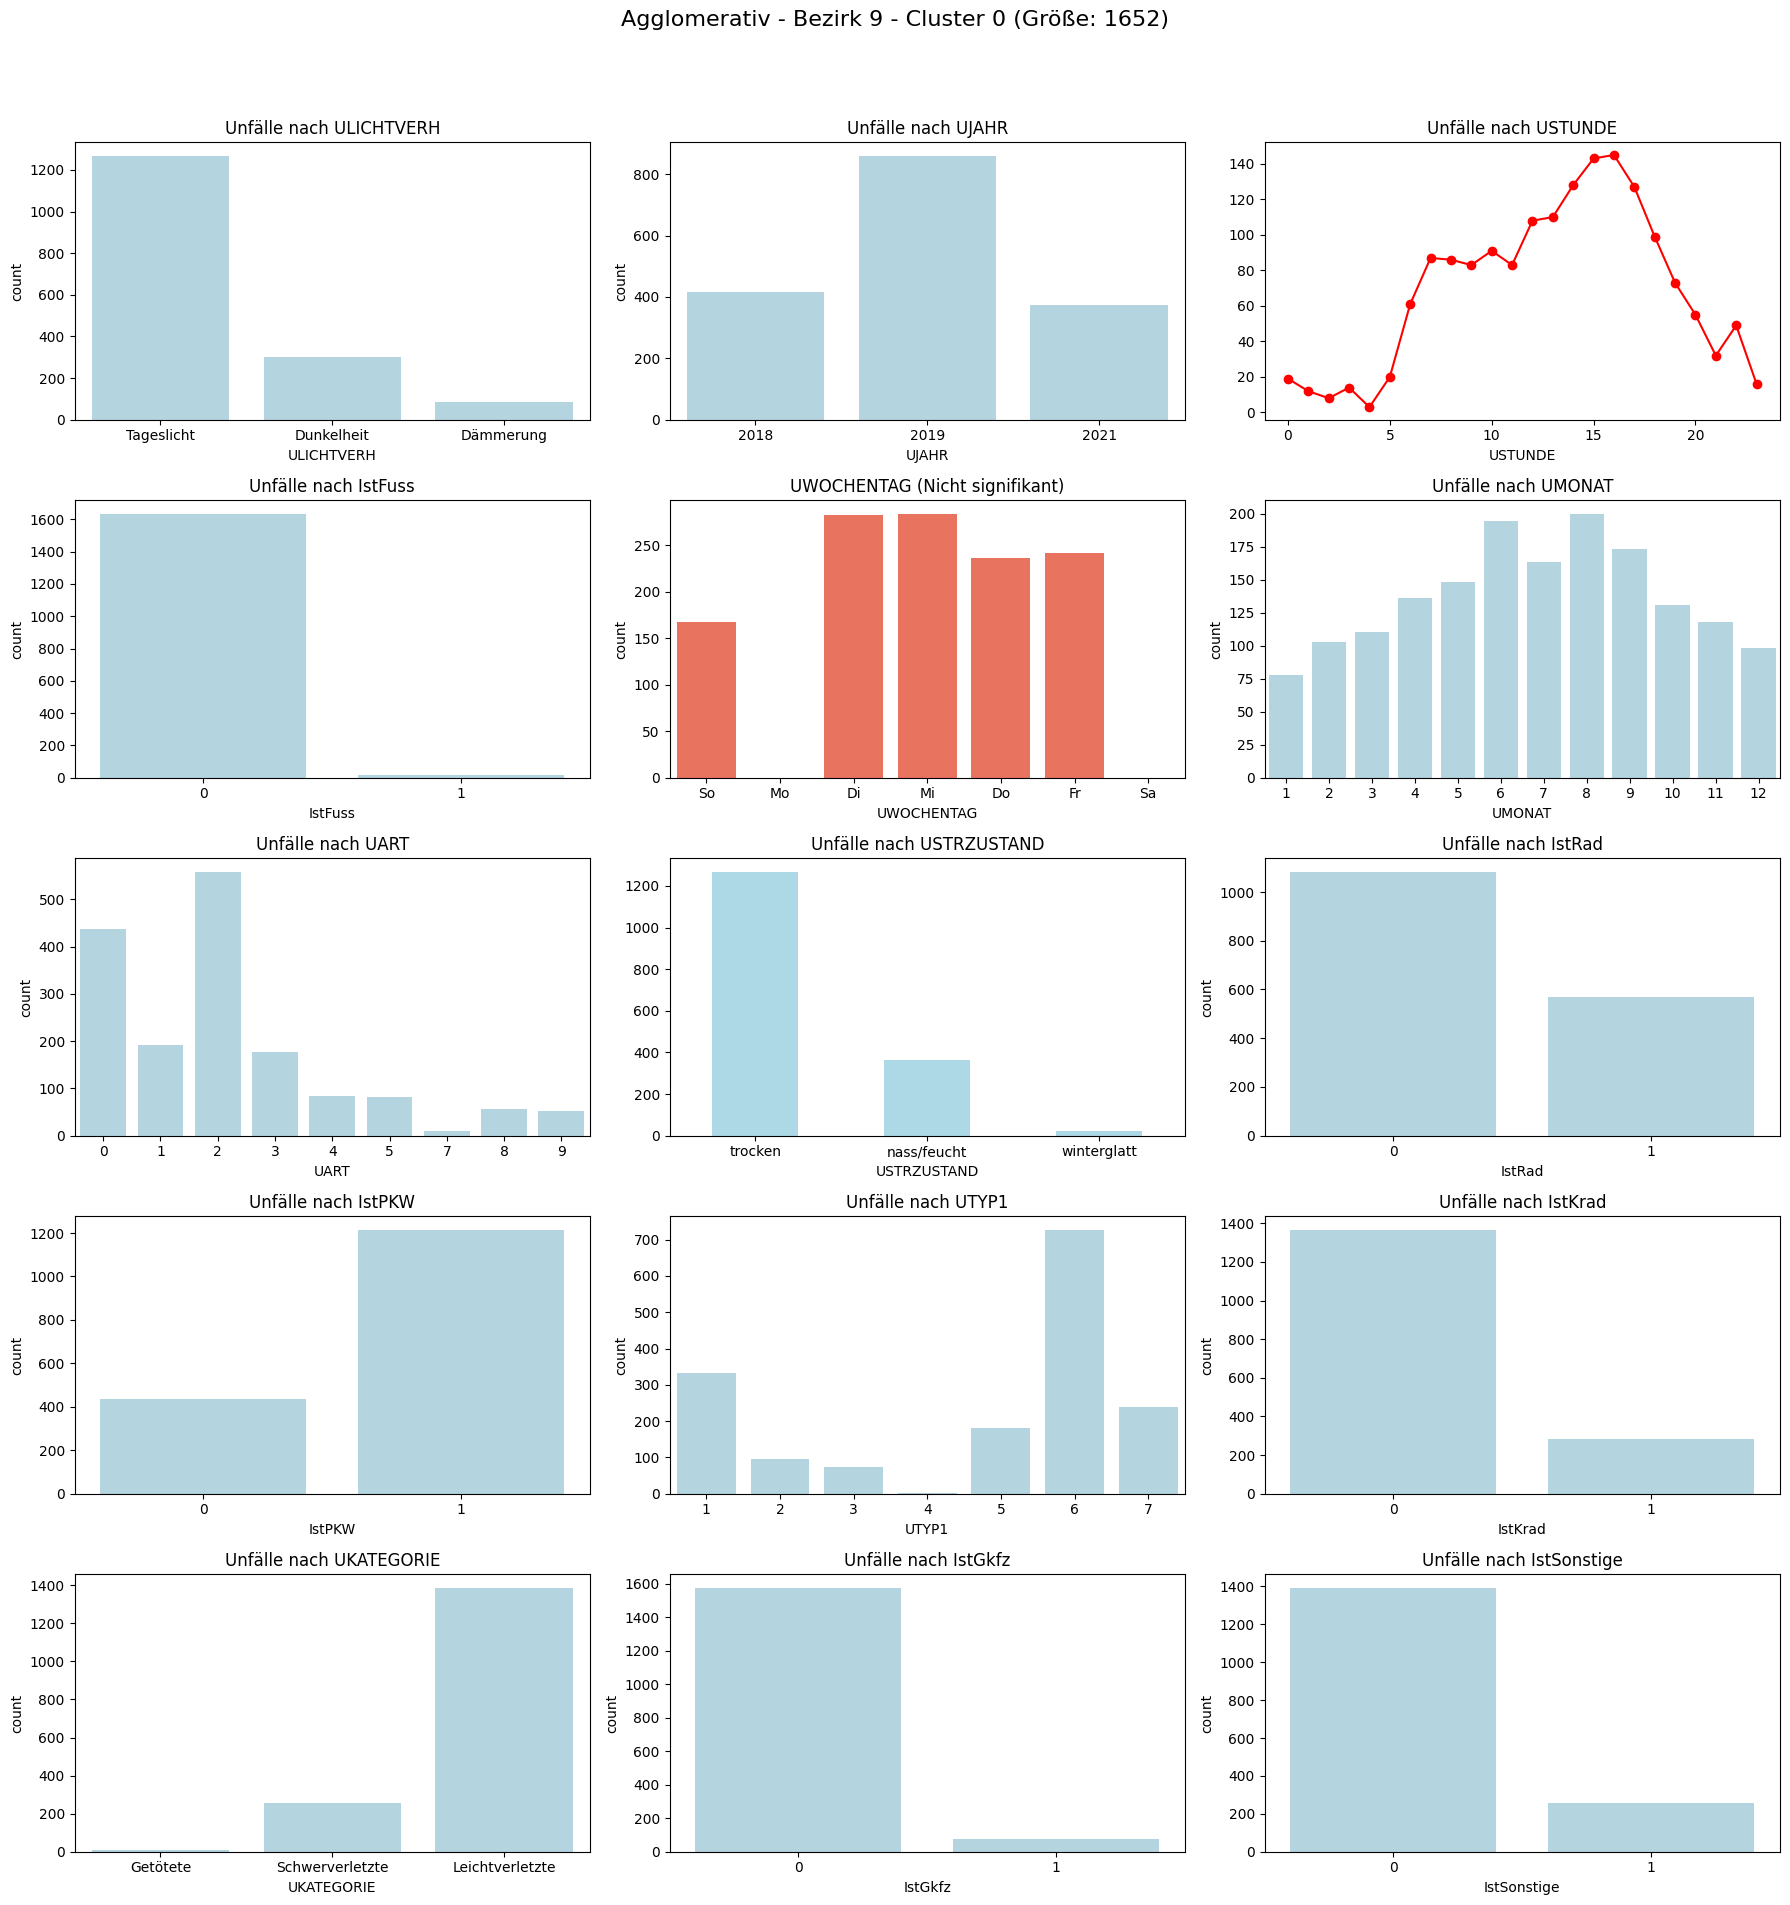 Agglomerativ - Bezirk 9 - Cluster 0 (Größe: 1652)
Unfälle nach ULICHTVERH
count
1200
1000
800
600
400
200
0
Tageslicht Dunkelheit Dämmerung
ULICHTVERH
Unfälle nach UJAHR
count
800
600
400
200
0
2018 2019 2021
UJAHR
Unfälle nach USTUNDE
140
120
100
80
60
40
20
0
0 5 10 15 20
USTUNDE
Unfälle nach IstFuss
count
1600
1400
1200
1000
800
600
400
200
0
0 1
IstFuss
UWOCHENTAG (Nicht signifikant)
count
250
200
150
100
50
0
So Mo Di Mi Do Fr Sa
UWOCHENTAG
Unfälle nach UMONAT
count
200
175
150
125
100
75
50
25
0
1 2 3 4 5 6 7 8 9 10 11 12
UMONAT
Unfälle nach UART
count
500
400
300
200
100
0
0 1 2 3 4 5 7 8 9
UART
Unfälle nach USTRZUSTAND
count
1200
1000
800
600
400
200
0
trocken nass/feucht winterglatt
USTRZUSTAND
Unfälle nach IstRad
count
1000
800
600
400
200
0
0 1
IstRad
Unfälle nach IstPKW
count
1200
1000
800
600
400
200
0
0 1
IstPKW
Unfälle nach UTYP1
count
700
600
500
400
300
200
100
0
1 2 3 4 5 6 7
UTYP1
Unfälle nach IstKrad
count
1400
1200
1000
800
600
400
200
0
0 1
IstKrad
Unfälle nach UKATEGORIE
count
1400
1200
1000
800
600
400
200
0
Getötete Schwerverletzte Leichtverletzte
UKATEGORIE
Unfälle nach IstGkfz
count
1600
1400
1200
1000
800
600
400
200
0
0 1
IstGkfz
Unfälle nach IstSonstige
count
1400
1200
1000
800
600
400
200
0
0 1
IstSonstige